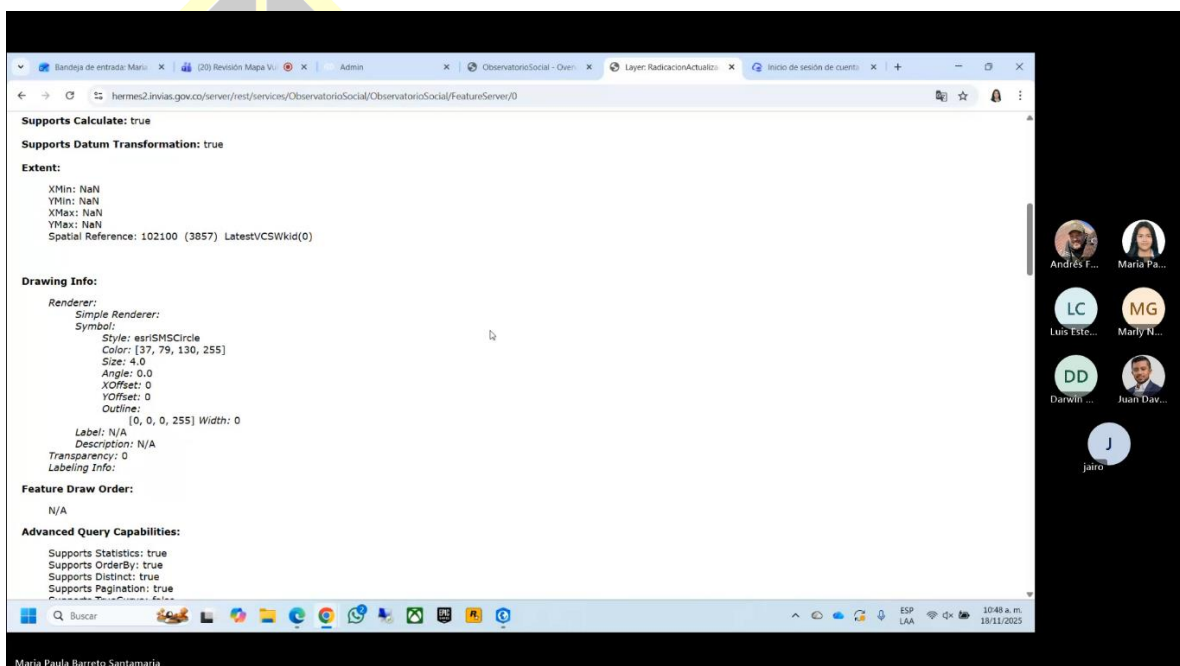 Bandeja de entrada: Maria
(20) Revisión Mapa Vu
Admin
ObservatorioSocial - Overv
Layer: RadicacionActualiza
Inicio de sesión de cuenta
hermes2.invias.gov.co/server/rest/services/ObservatorioSocial/ObservatorioSocial/FeatureServer/0
Supports Calculate: true
Supports Datum Transformation: true
Extent:
XMin: NaN
YMin: NaN
XMax: NaN
YMax: NaN
Spatial Reference: 102100 (3857) LatestVCSWkid(0)
Drawing Info:
Renderer:
Simple Renderer:
Symbol:
Style: esriSMSCircle
Color: [37, 79, 130, 255]
Size: 4.0
Angle: 0.0
XOffset: 0
YOffset: 0
Outline:
[0, 0, 0, 255] Width: 0
Label: N/A
Description: N/A
Transparency: 0
Labeling Info:
Feature Draw Order:
N/A
Advanced Query Capabilities:
Supports Statistics: true
Supports OrderBy: true
Supports Distinct: true
Supports Pagination: true
Supports TrueCurve: false
Andrés F...
Maria Pa...
LC
MG
Luis Este...
Marly N...
DD
Darwin ...
Juan Dav...
J
jairo
Buscar
EPIC
ESP
LAA
10:48 a. m.
18/11/2025
Maria Paula Barreto Santamaria